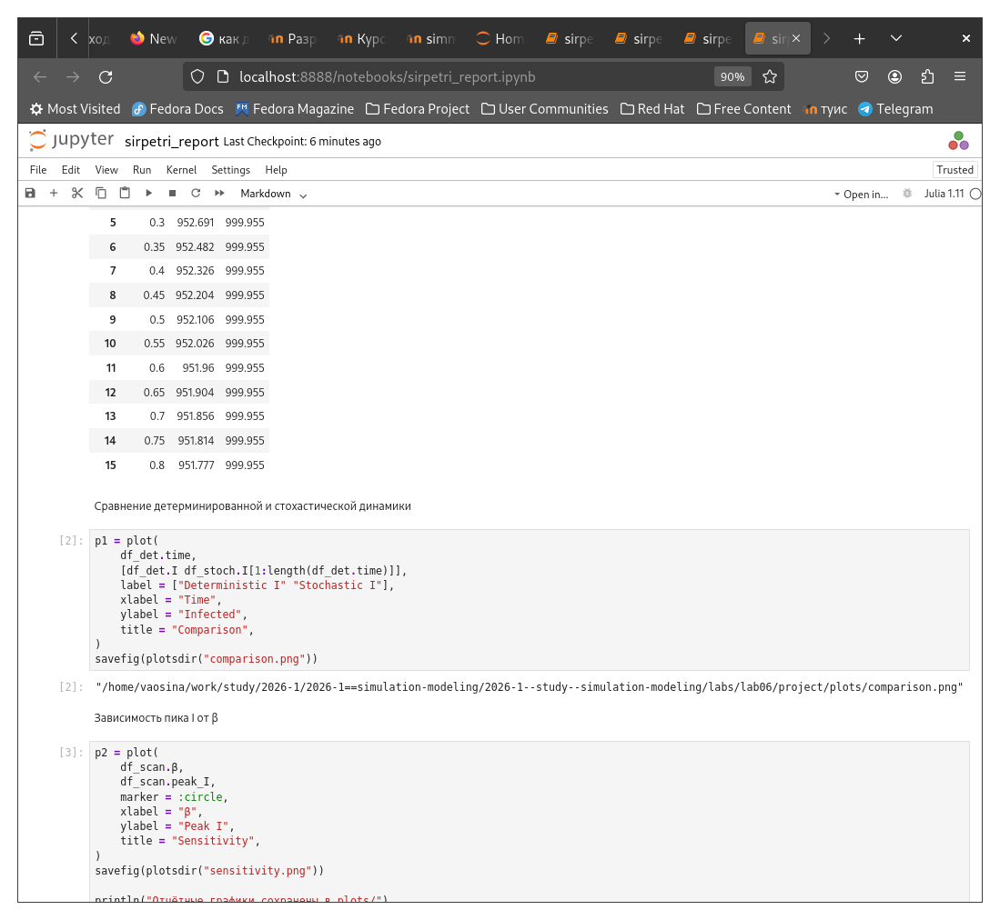 ход New как д Разр Курс simm Hom sirpe sirpe sirpe sir
localhost:8888/notebooks/sirpetri_report.ipynb 90%
Most Visited Fedora Docs Fedora Magazine Fedora Project User Communities Red Hat Free Content туис Telegram
jupyter sirpetri_report Last Checkpoint: 6 minutes ago
File Edit View Run Kernel Settings Help Trusted
Markdown Open in... Julia 1.11
5 0.3 952.691 999.955
6 0.35 952.482 999.955
7 0.4 952.326 999.955
8 0.45 952.204 999.955
9 0.5 952.106 999.955
10 0.55 952.026 999.955
11 0.6 951.96 999.955
12 0.65 951.904 999.955
13 0.7 951.856 999.955
14 0.75 951.814 999.955
15 0.8 951.777 999.955
Сравнение детерминированной и стохастической динамики
[2]: p1 = plot(
df_det.time,
[df_det.I df_stoch.I[1:length(df_det.time)]],
label = ["Deterministic I" "Stochastic I"],
xlabel = "Time",
ylabel = "Infected",
title = "Comparison",
)
savefig(plotsdir("comparison.png"))
[2]: "/home/vaosina/work/study/2026-1/2026-1==simulation-modeling/2026-1--study--simulation-modeling/labs/lab06/project/plots/comparison.png"
Зависимость пика I от β
[3]: p2 = plot(
df_scan.β,
df_scan.peak_I,
marker = :circle,
xlabel = "β",
ylabel = "Peak I",
title = "Sensitivity",
)
savefig(plotsdir("sensitivity.png"))
println("Отчётные графики сохранены в plots/")